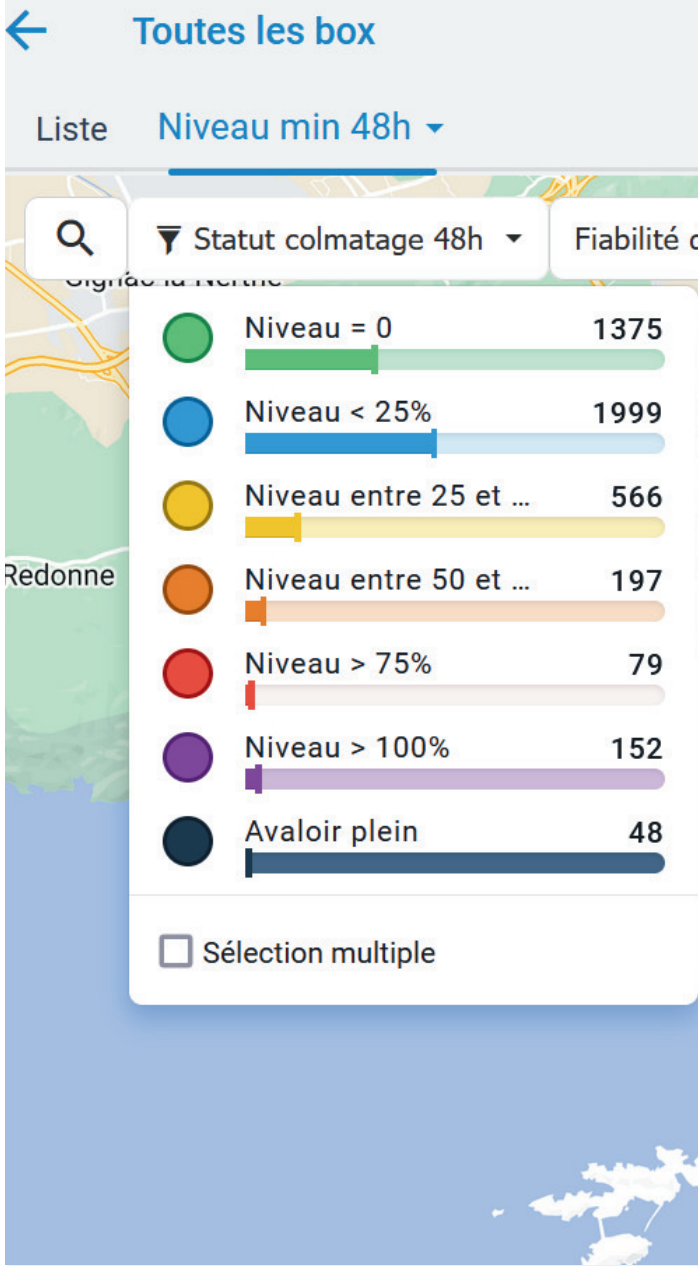 Toutes les box
Liste Niveau min 48h
Statut colmatage 48h Fiabilité
Niveau = 0 1375
Niveau < 25% 1999
Niveau entre 25 et ... 566
Redonne
Niveau entre 50 et ... 197
Niveau > 75% 79
Niveau > 100% 152
Avaloir plein 48
Sélection multiple